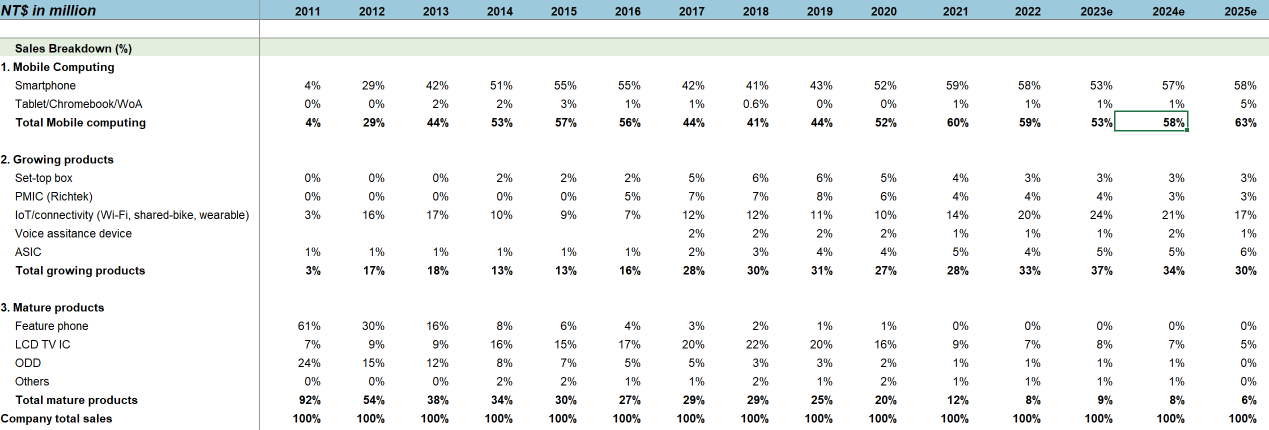 NT$ in million 2011 2012 2013 2014 2015 2016 2017 2018 2019 2020 2021 2022 2023e 2024e 2025e
Sales Breakdown (%)
1. Mobile Computing
Smartphone 4% 29% 42% 51% 55% 55% 42% 41% 43% 52% 59% 58% 53% 57% 58%
Tablet/Chromebook/WoA 0% 0% 2% 2% 3% 1% 1% 0.6% 0% 0% 1% 1% 1% 1% 5%
Total Mobile computing 4% 29% 44% 53% 57% 56% 44% 41% 44% 52% 60% 59% 53% 58% 63%
2. Growing products
Set-top box 0% 0% 0% 2% 2% 2% 5% 6% 6% 5% 4% 3% 3% 3% 3%
PMIC (Richtek) 0% 0% 0% 0% 0% 5% 7% 7% 8% 6% 4% 4% 4% 3% 3%
IoT/connectivity (Wi-Fi, shared-bike, wearable) 3% 16% 17% 10% 9% 7% 12% 12% 11% 10% 14% 20% 24% 21% 17%
Voice assitance device 2% 2% 2% 2% 1% 1% 1% 2% 1%
ASIC 1% 1% 1% 1% 1% 1% 2% 3% 4% 4% 5% 4% 5% 5% 6%
Total growing products 3% 17% 18% 13% 13% 16% 28% 30% 31% 27% 28% 33% 37% 34% 30%
3. Mature products
Feature phone 61% 30% 16% 8% 6% 4% 3% 2% 1% 1% 0% 0% 0% 0% 0%
LCD TV IC 7% 9% 9% 16% 15% 17% 20% 22% 20% 16% 9% 7% 8% 7% 5%
ODD 24% 15% 12% 8% 7% 5% 5% 3% 3% 2% 1% 1% 1% 1% 0%
Others 0% 0% 0% 2% 2% 1% 1% 2% 1% 2% 1% 1% 1% 1% 0%
Total mature products 92% 54% 38% 34% 30% 27% 29% 29% 25% 20% 12% 8% 9% 8% 6%
Company total sales 100% 100% 100% 100% 100% 100% 100% 100% 100% 100% 100% 100% 100% 100% 100%